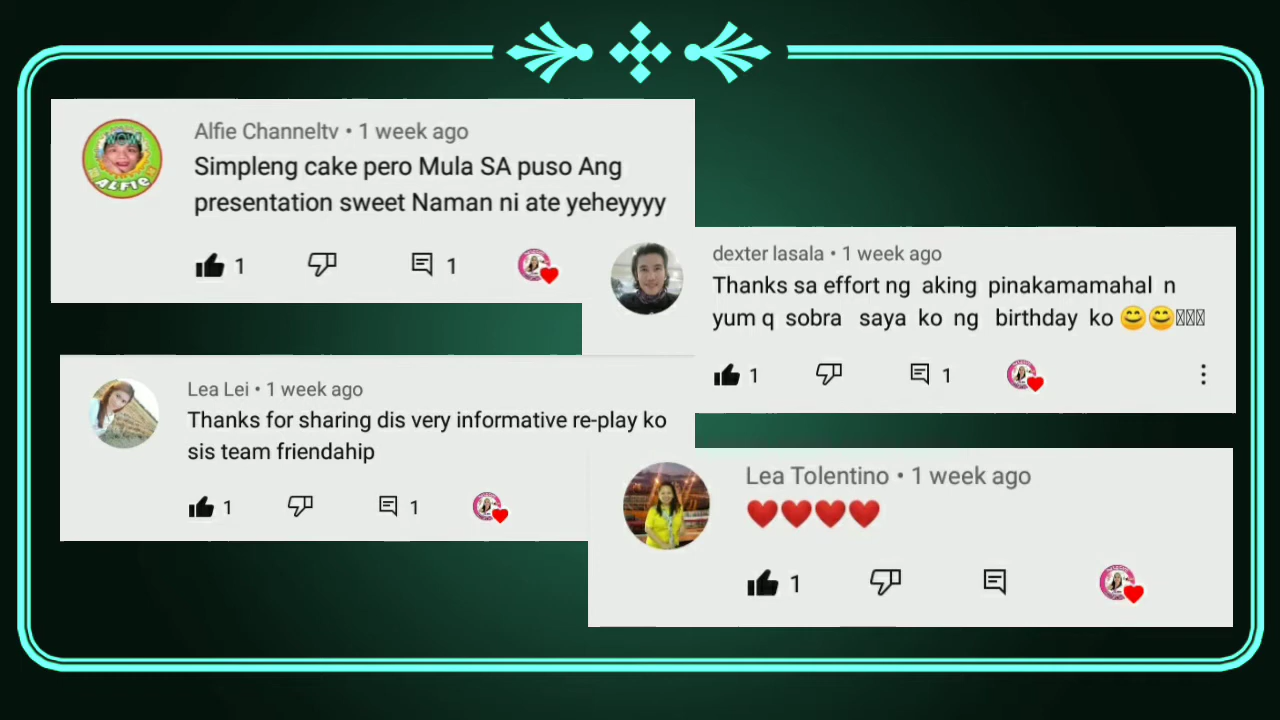 Alfie Channeltv • 1 week ago
Simpleng cake pero Mula SA puso Ang
presentation sweet Naman ni ate yeheyyyy
1
1
WOW
ALFIE
dexter lasala • 1 week ago
Thanks sa effort ng aking pinakamamahal n
yum q sobra saya ko ng birthday ko 😊😊
1
1
Lea Lei • 1 week ago
Thanks for sharing dis very informative re-play ko
sis team friendahip
1
1
Lea Tolentino • 1 week ago
❤️❤️❤️❤️
1